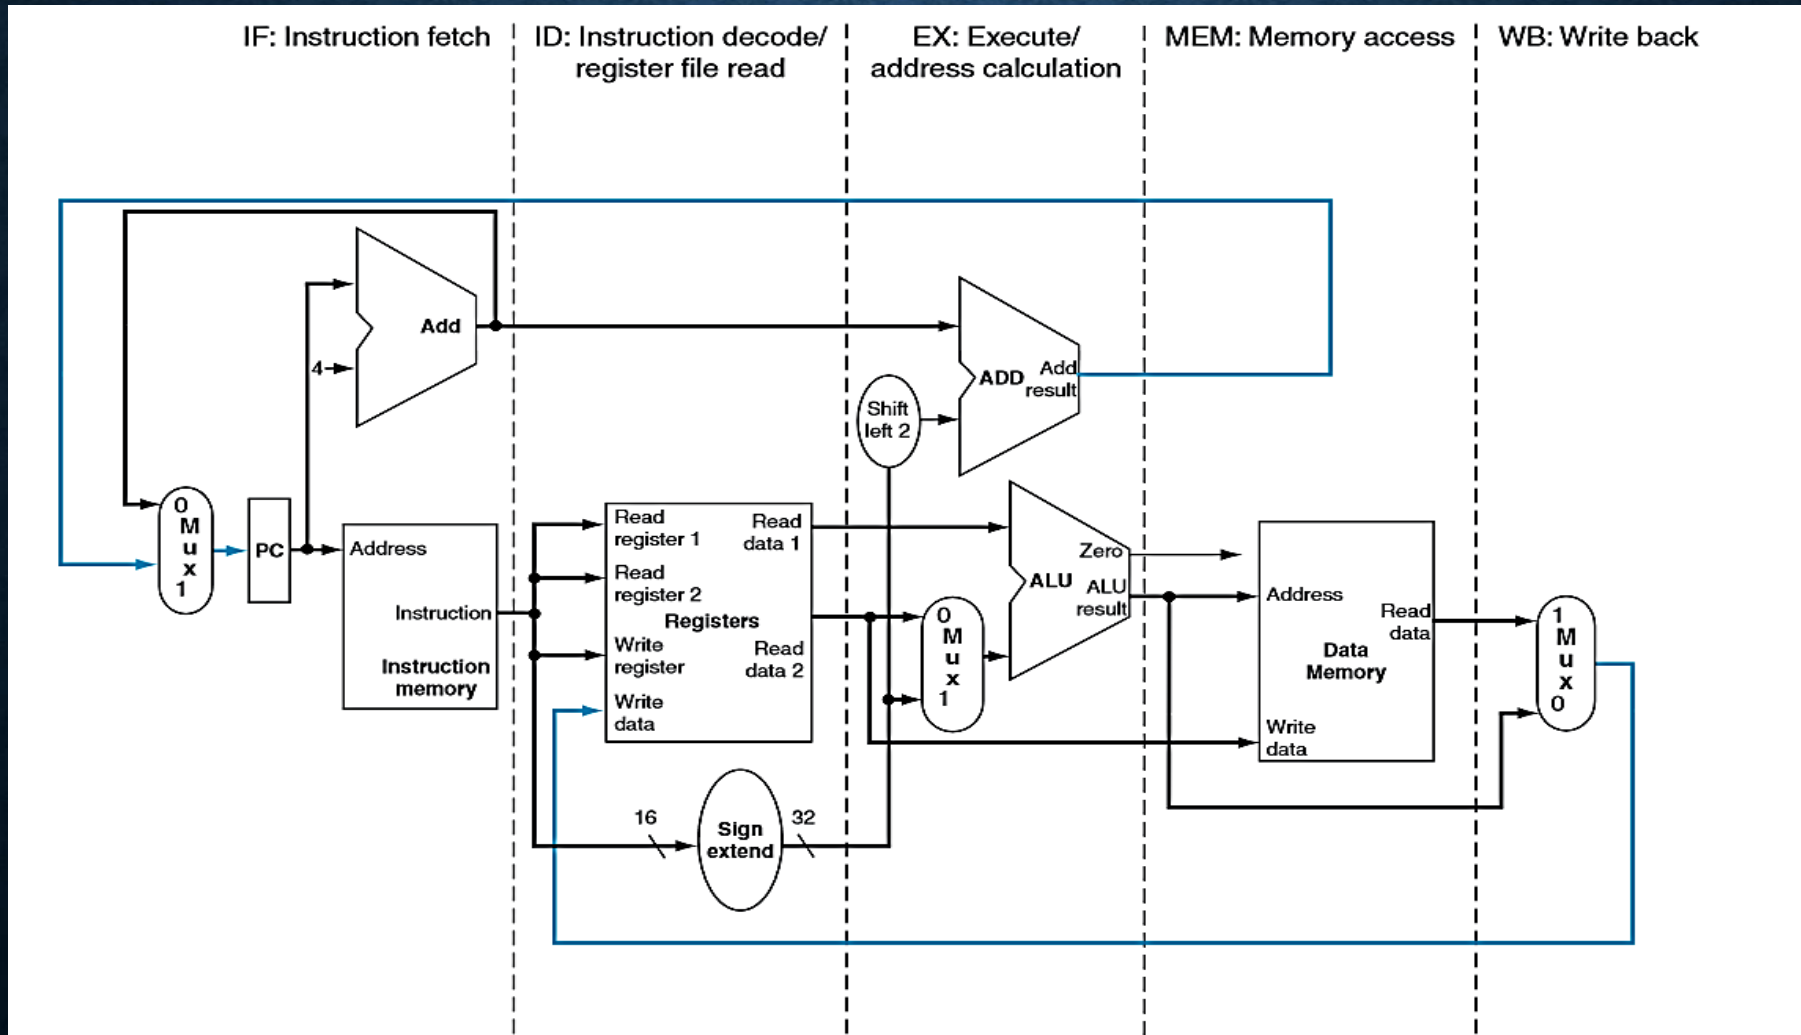 IF: Instruction fetch
ID: Instruction decode/
register file read
EX: Execute/
address calculation
MEM: Memory access
WB: Write back
Add
4
ADD
Add
result
Shift
left 2
0
M
u
x
1
PC
Address
Instruction
Instruction
memory
Read
register 1
Read
data 1
Read
register 2
Registers
Write
register
Read
data 2
Write
data
0
M
u
x
1
Zero
ALU
ALU
result
Address
Read
data
Data
Memory
Write
data
1
M
u
x
0
16
Sign
extend
32